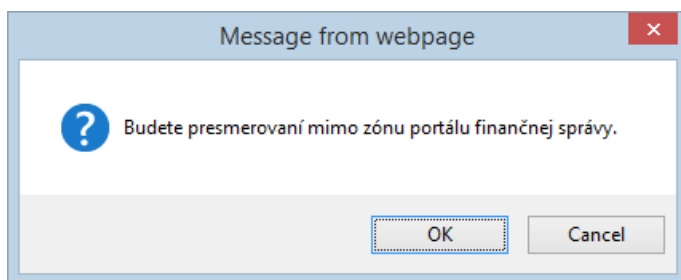 Message from webpage
Budete presmerovaní mimo zónu portálu finančnej správy.
OK Cancel